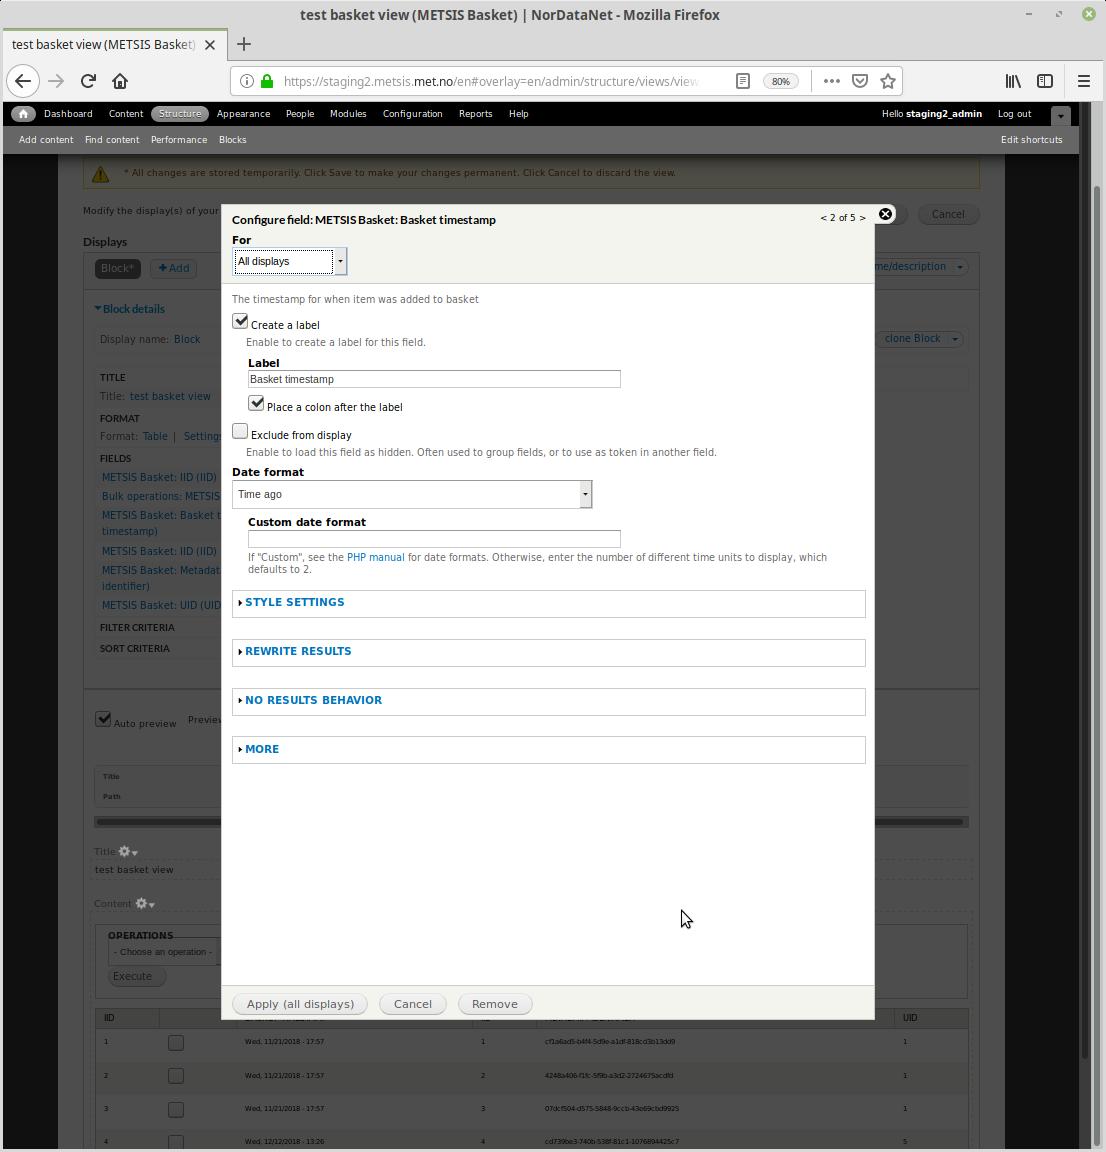 test basket view (METSIS Basket) | NorDataNet - Mozilla Firefox
test basket view (METSIS Basket)
https://staging2.metsis.met.no/en#overlay=en/admin/structure/views/view
80%
Dashboard Content Structure Appearance People Modules Configuration Reports Help
Hello staging2_admin Log out
Add content Find content Performance Blocks
Edit shortcuts
* All changes are stored temporarily. Click Save to make your changes permanent. Click Cancel to discard the view.
Modify the display(s) of your
Cancel
Displays
Block*
Add
me/description
Block details
Display name: Block
clone Block
TITLE
Title: test basket view
FORMAT
Format: Table | Settings
FIELDS
METSIS Basket: IID (IID)
Bulk operations: METSIS
METSIS Basket: Basket t
timestamp)
METSIS Basket: IID (IID)
METSIS Basket: Metadat
identifier)
METSIS Basket: UID (UID
FILTER CRITERIA
SORT CRITERIA
Configure field: METSIS Basket: Basket timestamp
< 2 of 5 >
For
All displays
The timestamp for when item was added to basket
Create a label
Enable to create a label for this field.
Label
Basket timestamp
Place a colon after the label
Exclude from display
Enable to load this field as hidden. Often used to group fields, or to use as token in another field.
Date format
Time ago
Custom date format
If "Custom", see the PHP manual for date formats. Otherwise, enter the number of different time units to display, which
defaults to 2.
STYLE SETTINGS
REWRITE RESULTS
NO RESULTS BEHAVIOR
MORE
Apply (all displays) Cancel Remove
Auto preview Preview
Title
Path
Title
test basket view
Content
OPERATIONS
- Choose an operation -
Execute
IID UID
1 Wed, 11/21/2018 - 17:57 1 cf1a6ad5-b4f4-5d9e-a1df-818cd3b13dd9 1
2 Wed, 11/21/2018 - 17:57 2 4248a406-f1fc-5f9b-a3d2-2724675acdfd 1
3 Wed, 11/21/2018 - 17:57 3 07dcf504-d575-5848-9ccb-43e69cbd9925 1
4 Wed, 12/12/2018 - 13:26 4 cd739be3-740b-538f-81c1-1076894425c7 5